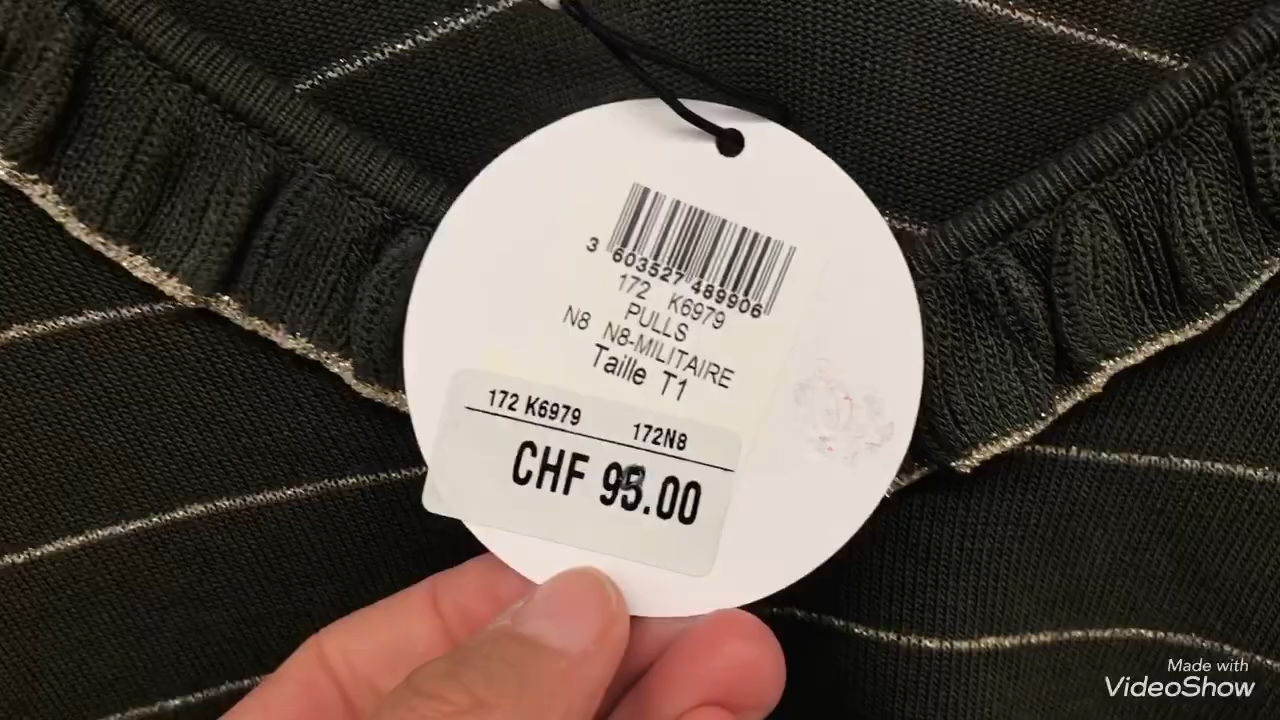 3 603527 489906
172 K6979
PULLS
N8 N8-MILITAIRE
Taille T1
172 K6979 172N8
CHF 95.00
Made with
VideoShow